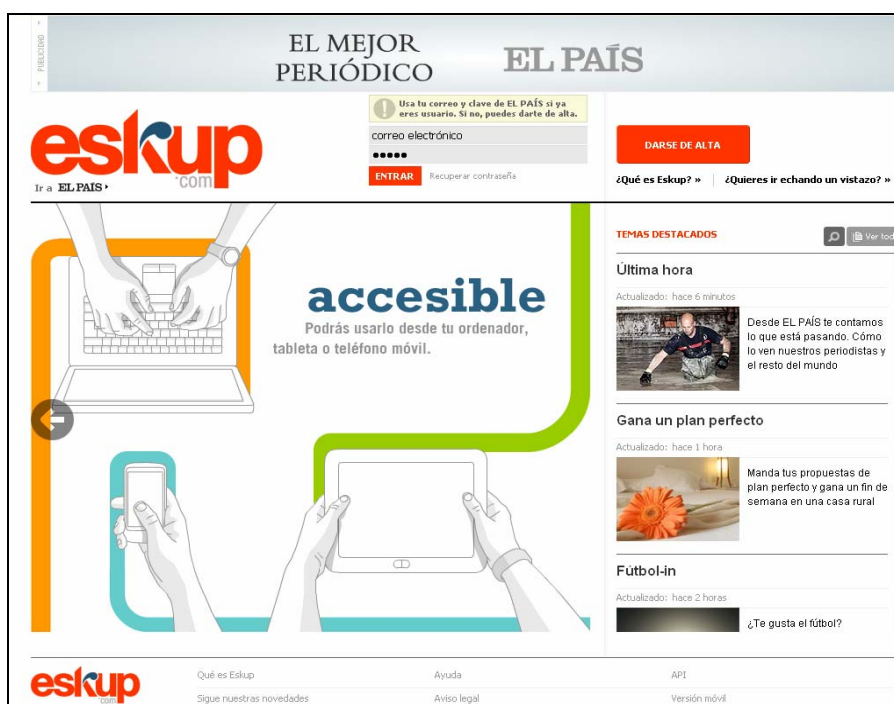 PUBLICIDAD
EL MEJOR
PERIÓDICO
EL PAÍS
eskup
.com
Ir a EL PAÍS
Usa tu correo y clave de EL PAÍS si ya
eres usuario. Si no, puedes darte de alta.
correo electrónico
•••••
ENTRAR Recuperar contraseña
DARSE DE ALTA
¿Qué es Eskup? » ¿Quieres ir echando un vistazo? »
accesible
Podrás usarlo desde tu ordenador,
tableta o teléfono móvil.
TEMAS DESTACADOS
Ver tod
Última hora
Actualizado: hace 6 minutos
Desde EL PAÍS te contamos
lo que está pasando. Cómo
lo ven nuestros periodistas y
el resto del mundo
Gana un plan perfecto
Actualizado: hace 1 hora
Manda tus propuestas de
plan perfecto y gana un fin de
semana en una casa rural
Fútbol-in
Actualizado: hace 2 horas
¿Te gusta el fútbol?
eskup
.com
Qué es Eskup Ayuda API
Sigue nuestras novedades Aviso legal Versión móvil